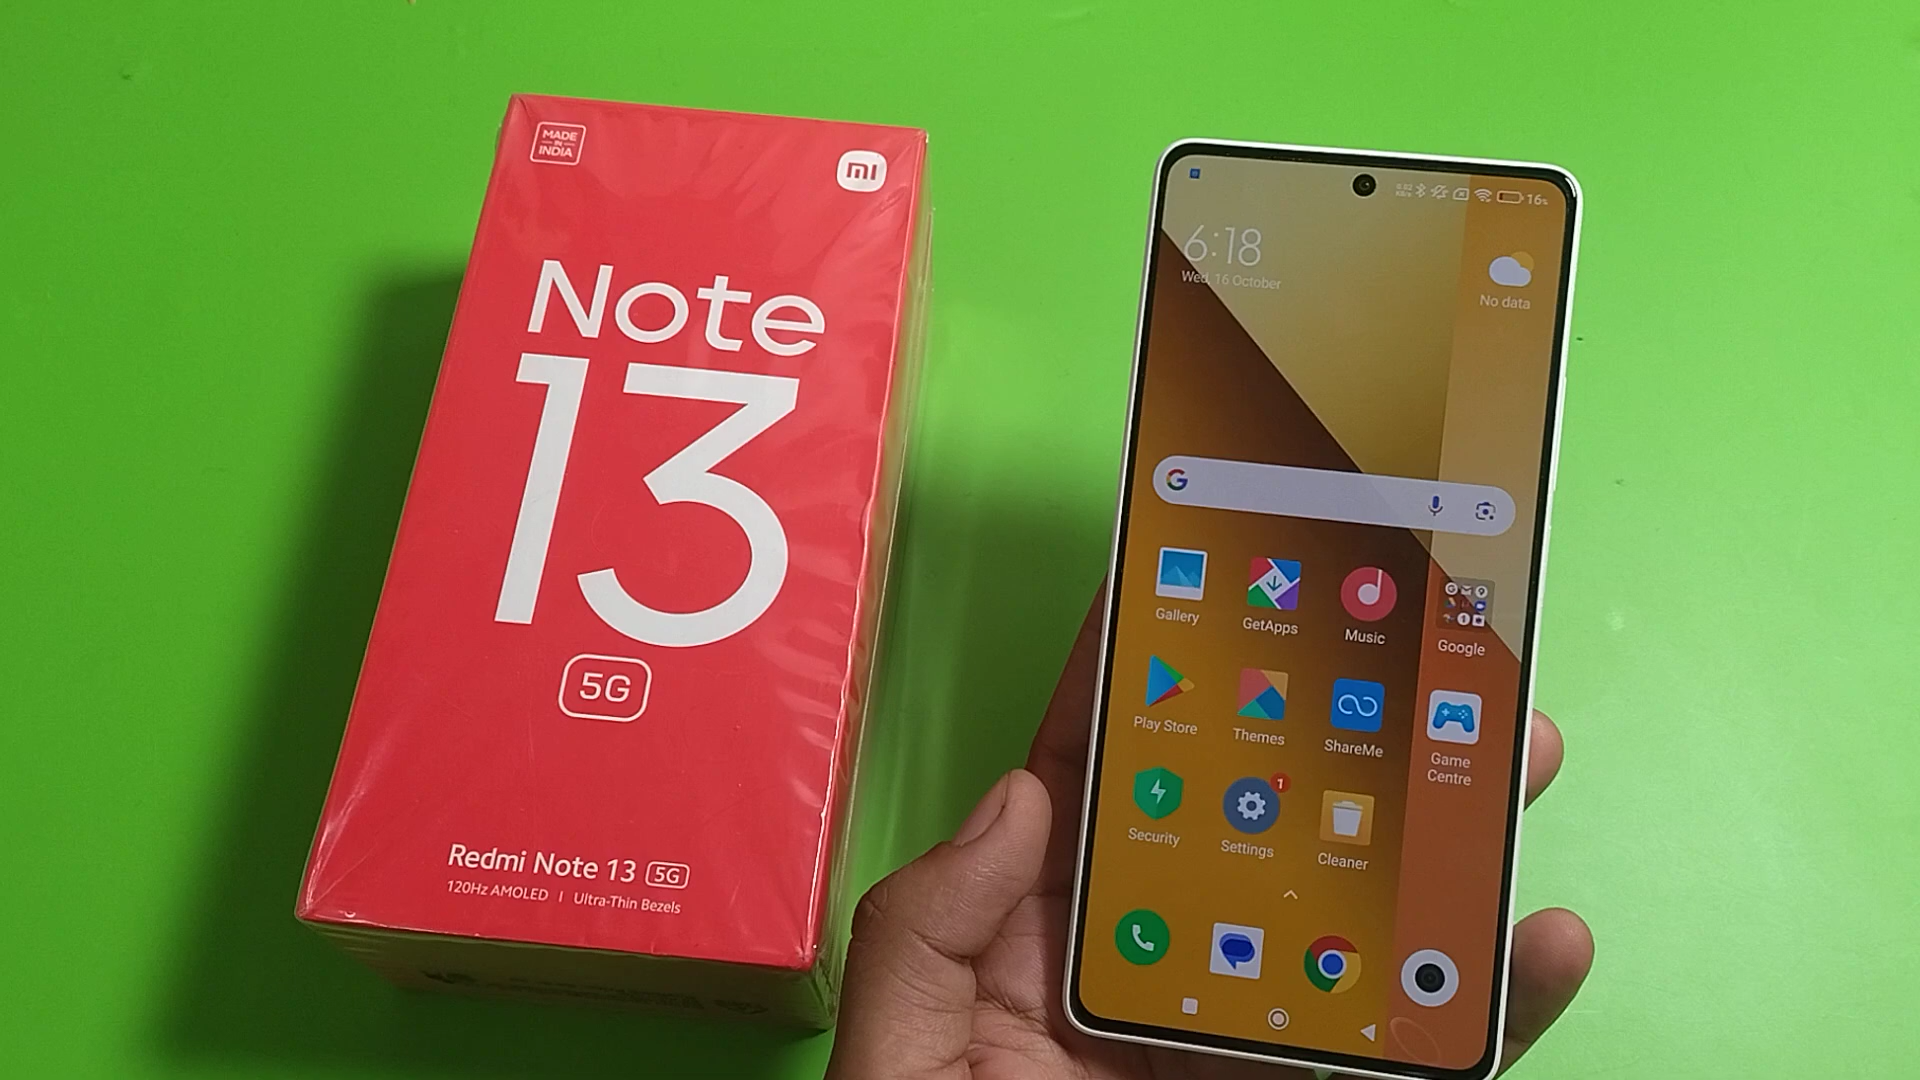 MADE
IN
INDIA
mi
Note
13
5G
Redmi Note 13 5G
120Hz AMOLED | Ultra-Thin Bezels
16%
6:18
Wed, 16 October
No data
G
Gallery
GetApps
Music
Google
Play Store
Themes
ShareMe
Game
Centre
Security
1
Settings
Cleaner